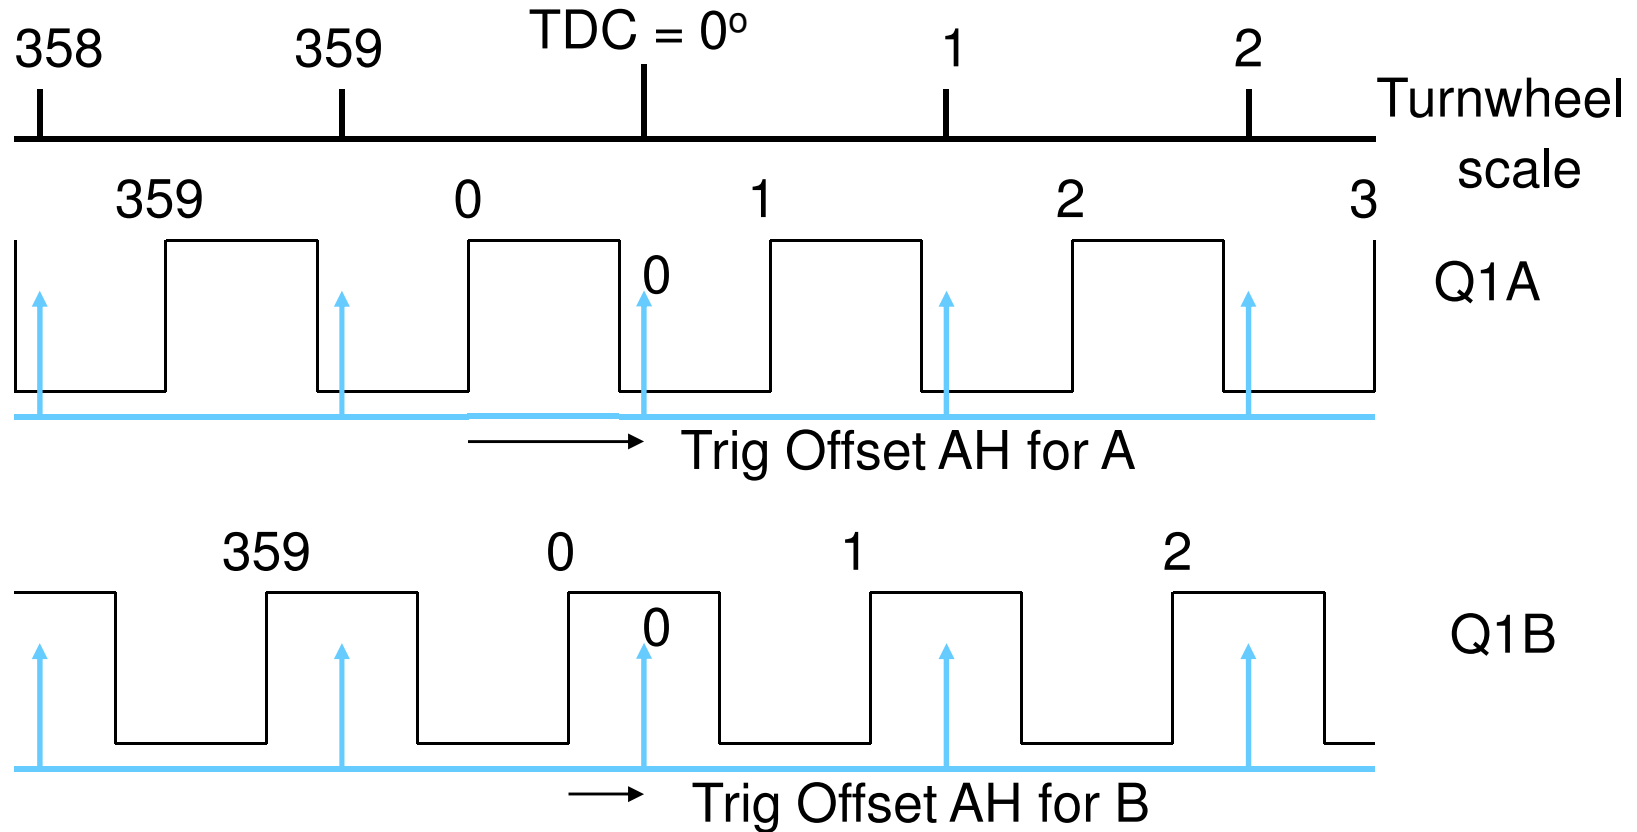 358 359 TDC = 0º 1 2
Turnwheel
scale
359 0 1 2 3
0
Q1A
Trig Offset AH for A
359 0 1 2
0
Q1B
Trig Offset AH for B